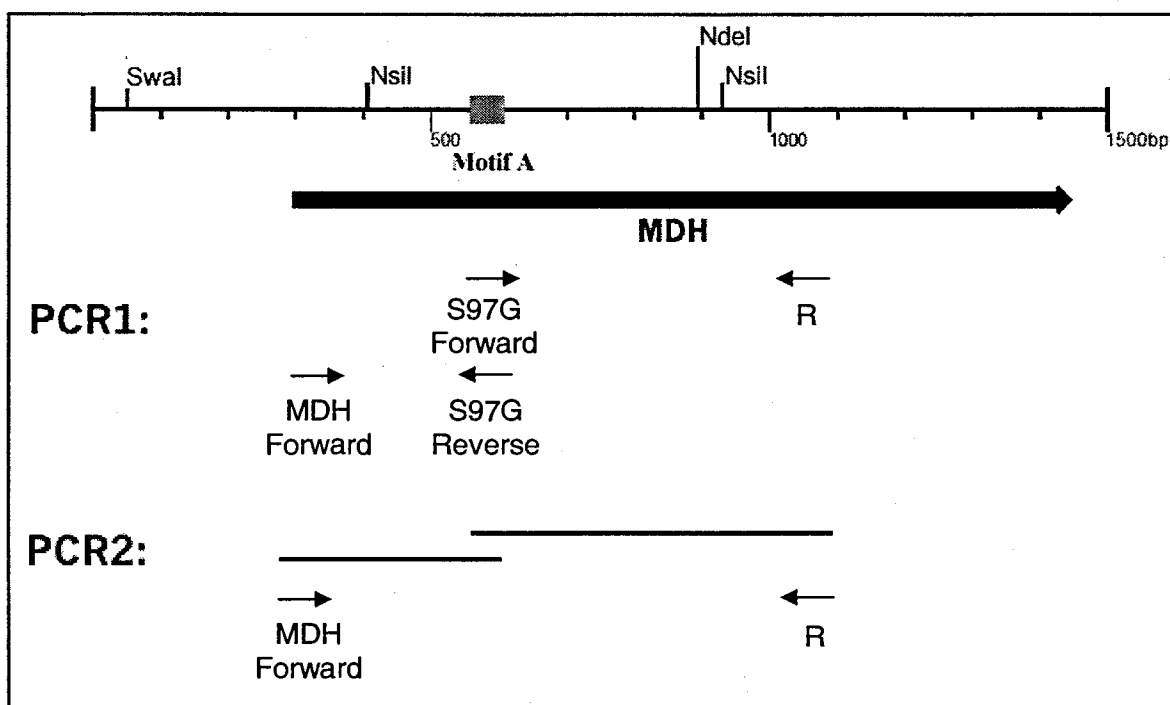 NdeI
SwaI
NsiI
NsiI
500
1000
1500bp
Motif A
MDH
PCR1:
S97G
Forward
R
MDH
Forward
S97G
Reverse
PCR2:
MDH
Forward
R